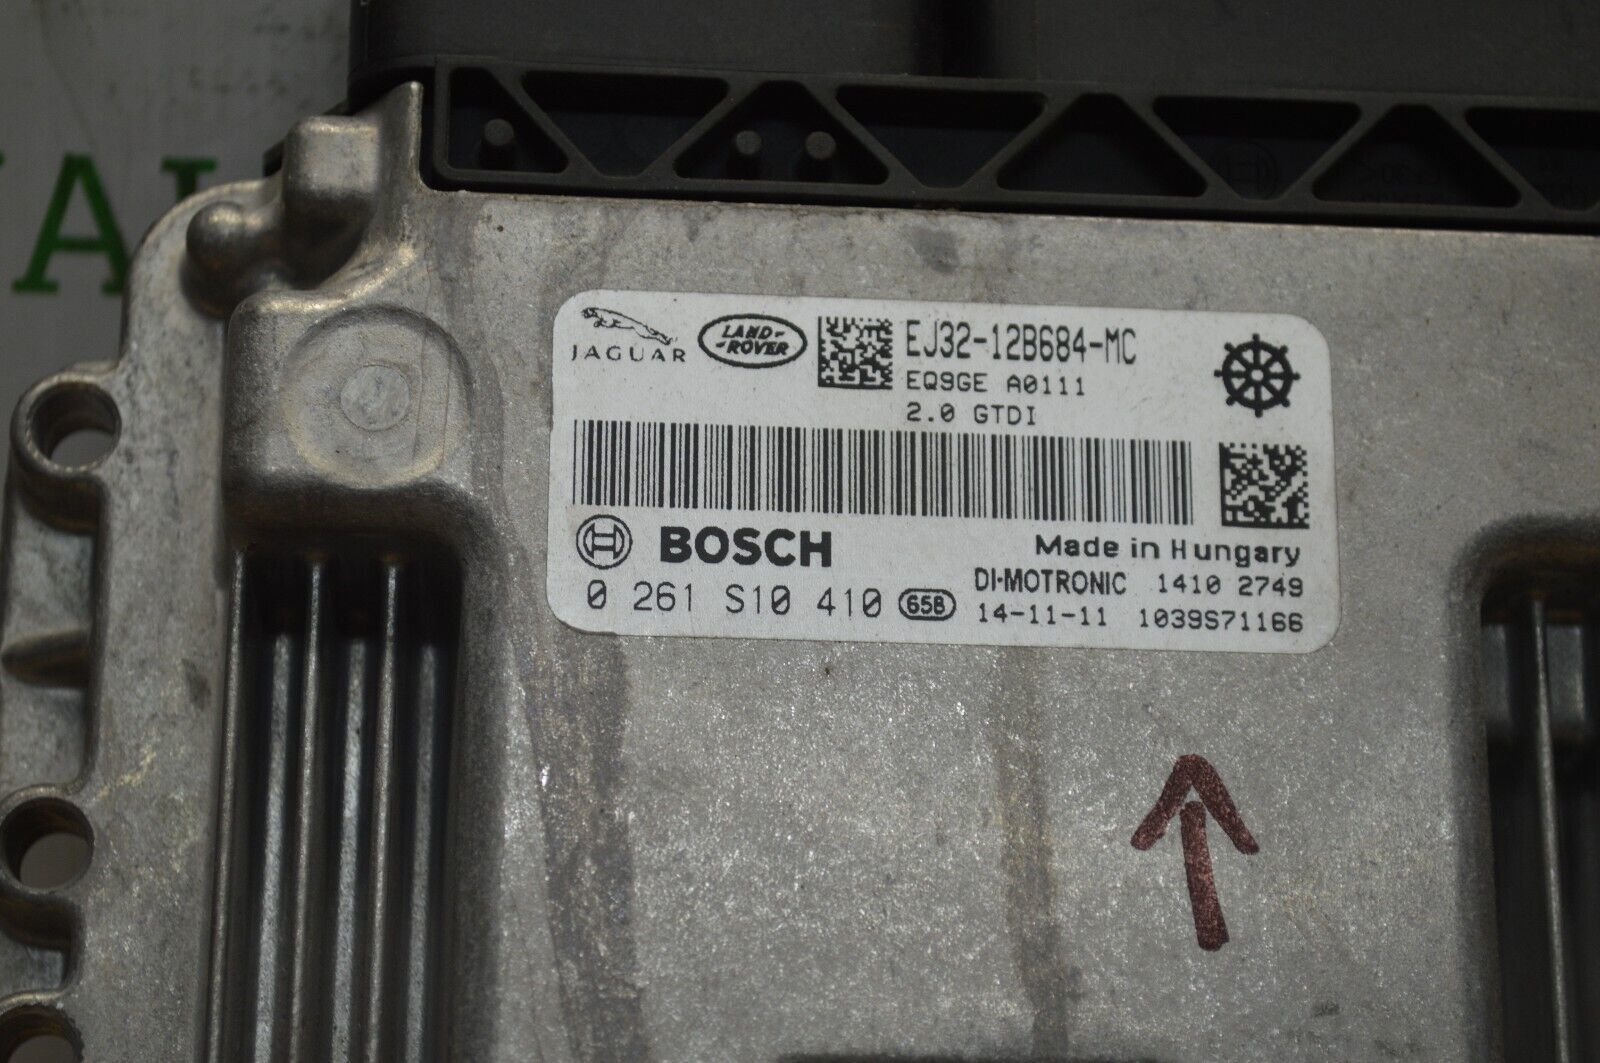 JAGUAR
LAND-
-ROVER
EJ32-12B684-MC
EQ9GE A0111
2.0 GTDI
BOSCH
Made in Hungary
0 261 S10 410 65B
DI-MOTRONIC 1410 2749
14-11-11 1039S71166